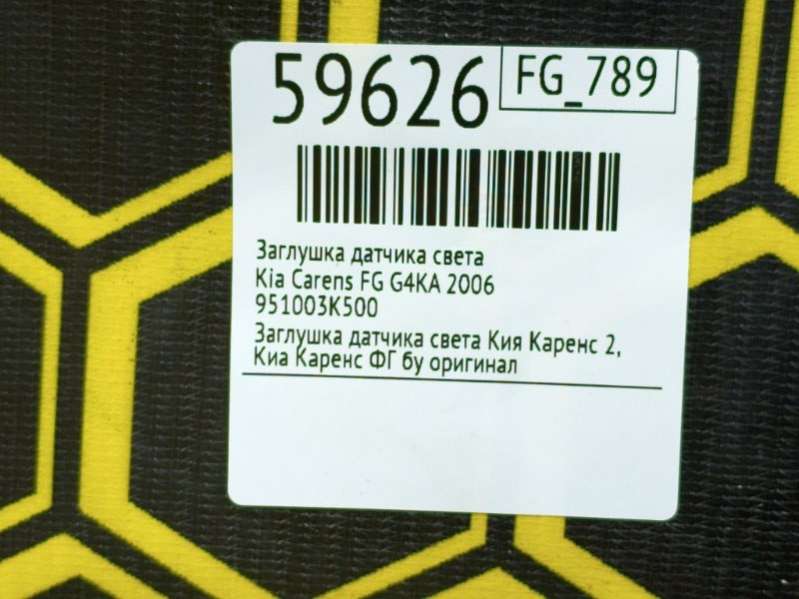 59626
FG_789
Заглушка датчика света
Kia Carens FG G4KA 2006
951003K500
Заглушка датчика света Кия Каренс 2,
Киа Каренс ФГ бу оригинал